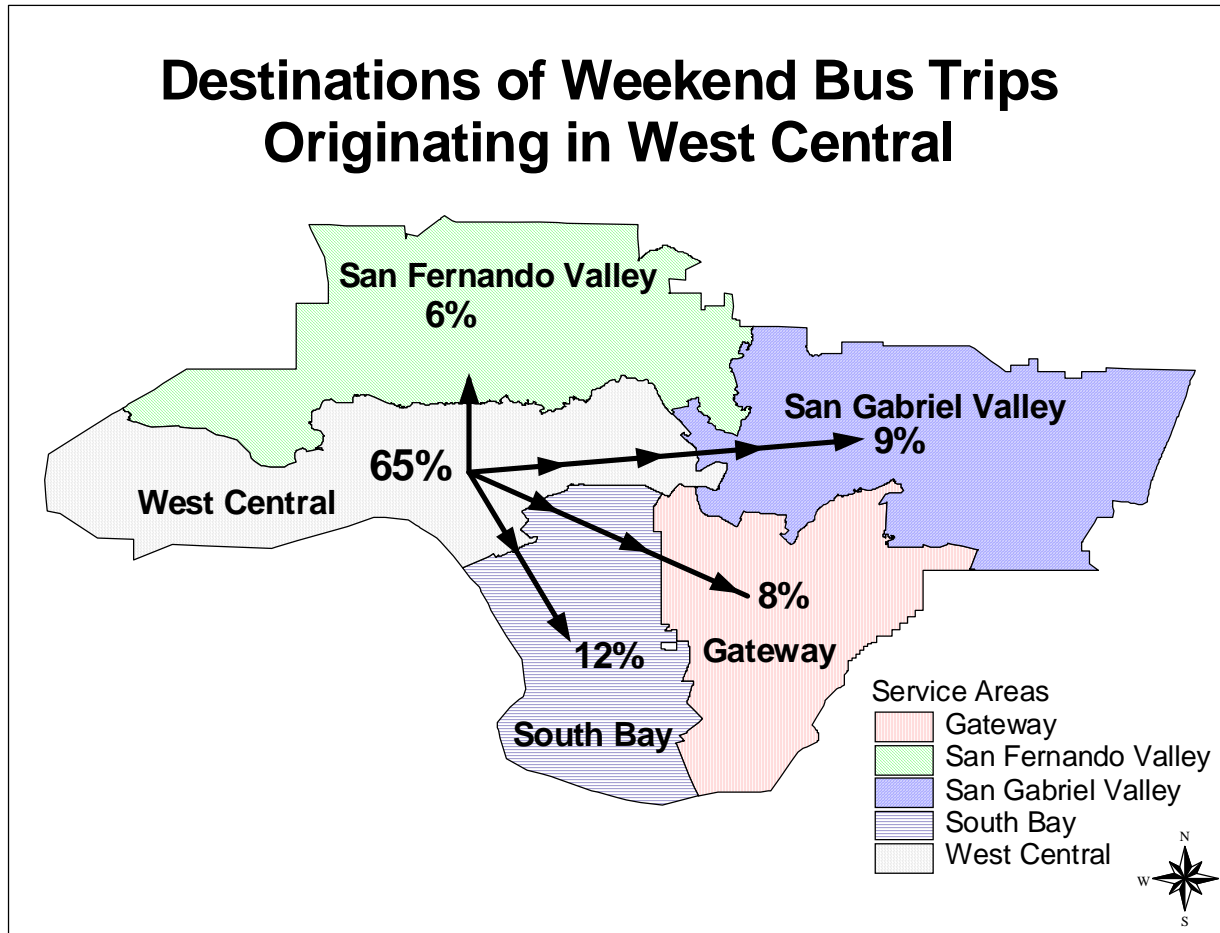 Destinations of Weekend Bus Trips
Originating in West Central
San Fernando Valley
6%
San Gabriel Valley
9%
65%
West Central
8%
12%
Gateway
South Bay
Service Areas
Gateway
San Fernando Valley
San Gabriel Valley
South Bay
West Central
N
W
S